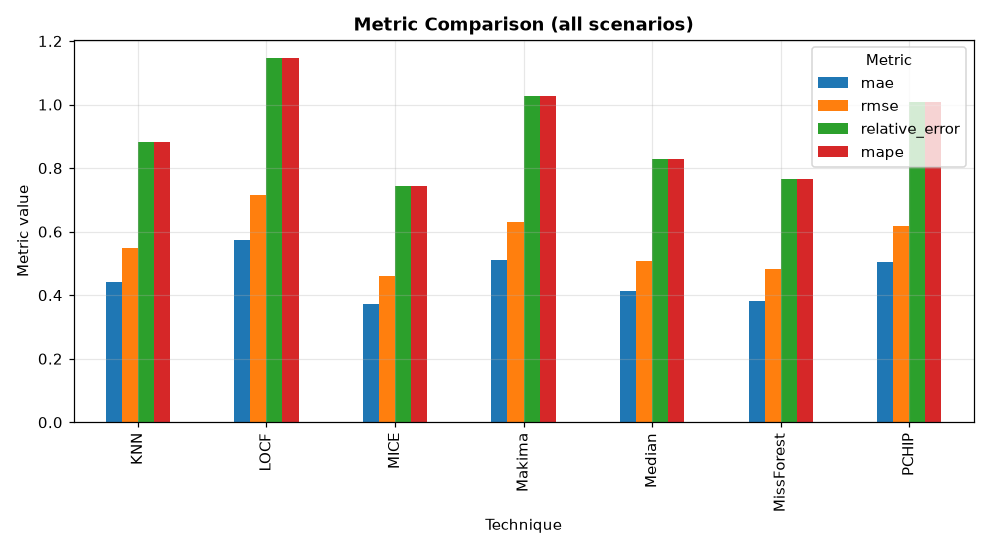 Metric Comparison (all scenarios)
Metric value
1.2
1.0
0.8
0.6
0.4
0.2
0.0
Metric
mae
rmse
relative_error
mape
KNN
LOCF
MICE
Makima
Median
MissForest
PCHIP
Technique